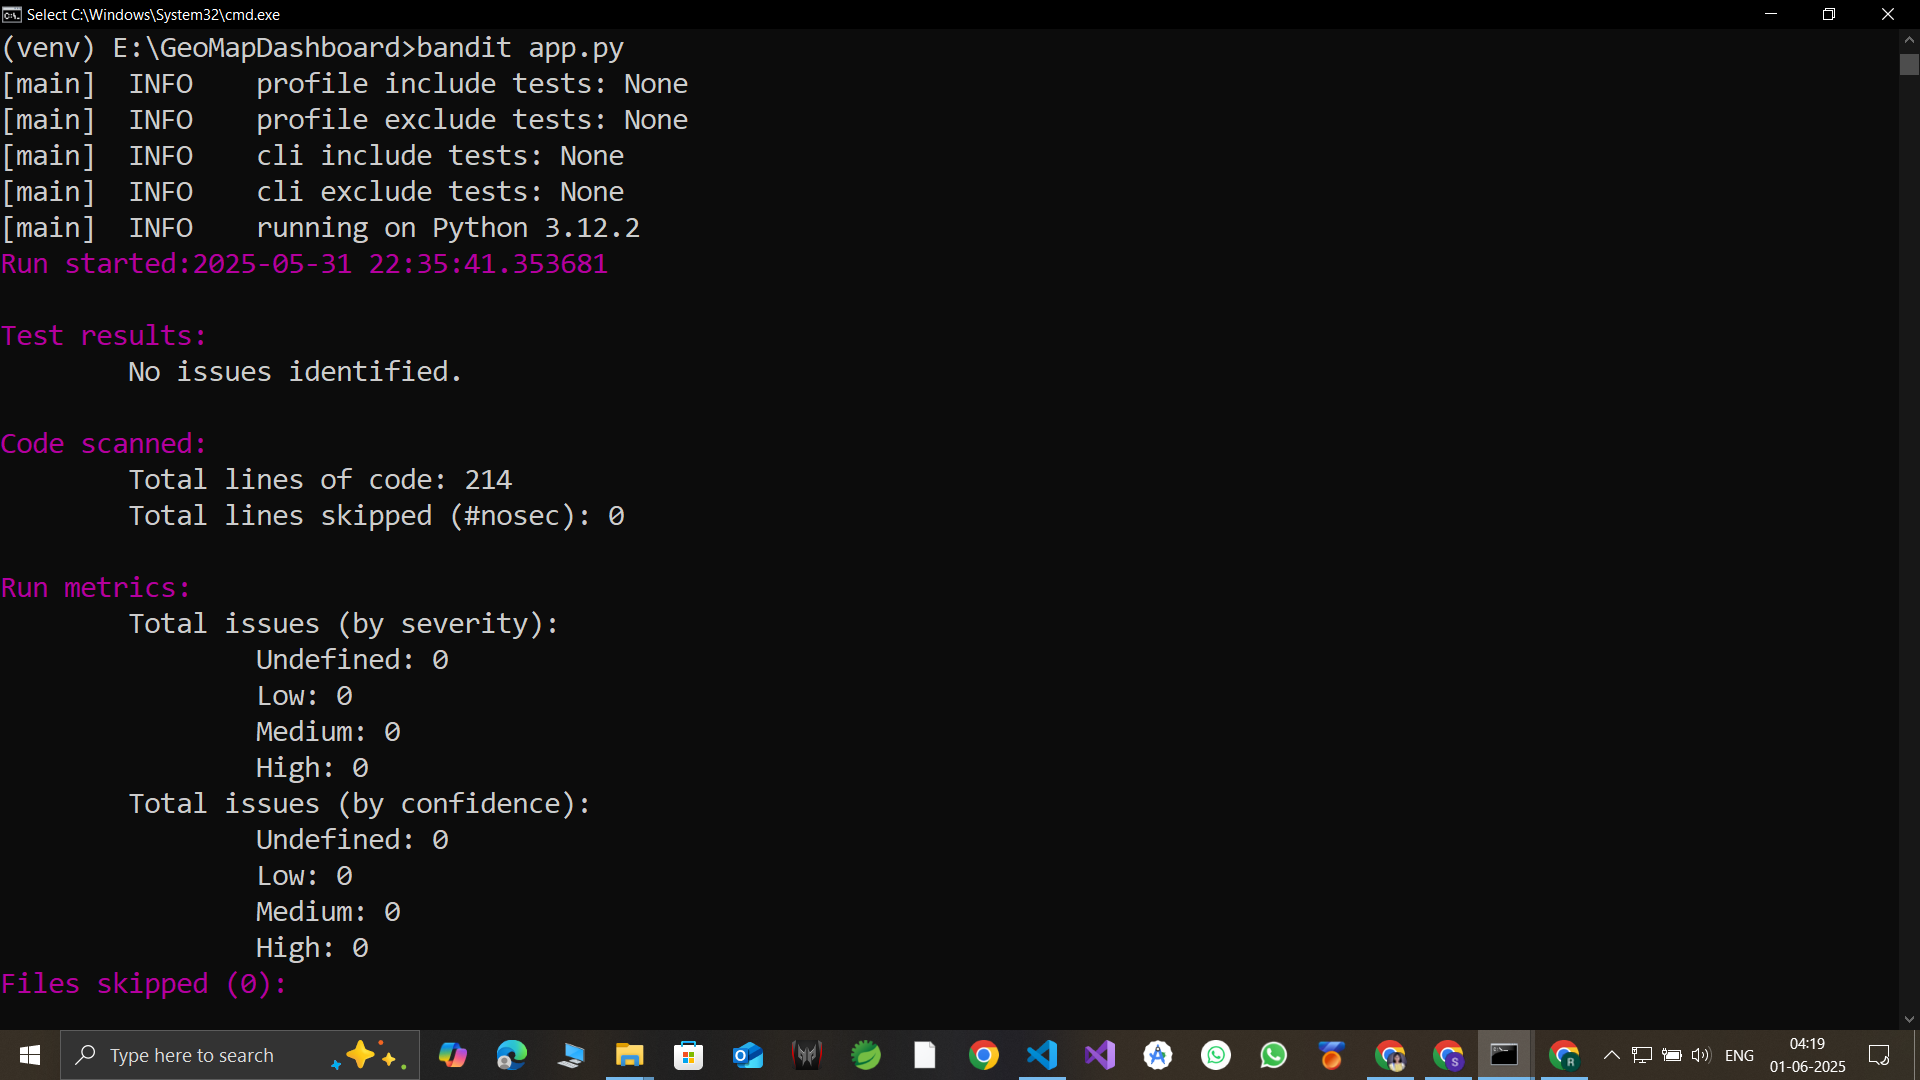 Select C:\Windows\System32\cmd.exe
(venv) E:\GeoMapDashboard>bandit app.py
[main]  INFO    profile include tests: None
[main]  INFO    profile exclude tests: None
[main]  INFO    cli include tests: None
[main]  INFO    cli exclude tests: None
[main]  INFO    running on Python 3.12.2
Run started:2025-05-31 22:35:41.353681
Test results:
No issues identified.
Code scanned:
Total lines of code: 214
Total lines skipped (#nosec): 0
Run metrics:
Total issues (by severity):
Undefined: 0
Low: 0
Medium: 0
High: 0
Total issues (by confidence):
Undefined: 0
Low: 0
Medium: 0
High: 0
Files skipped (0):
Type here to search
ENG
04:19
01-06-2025